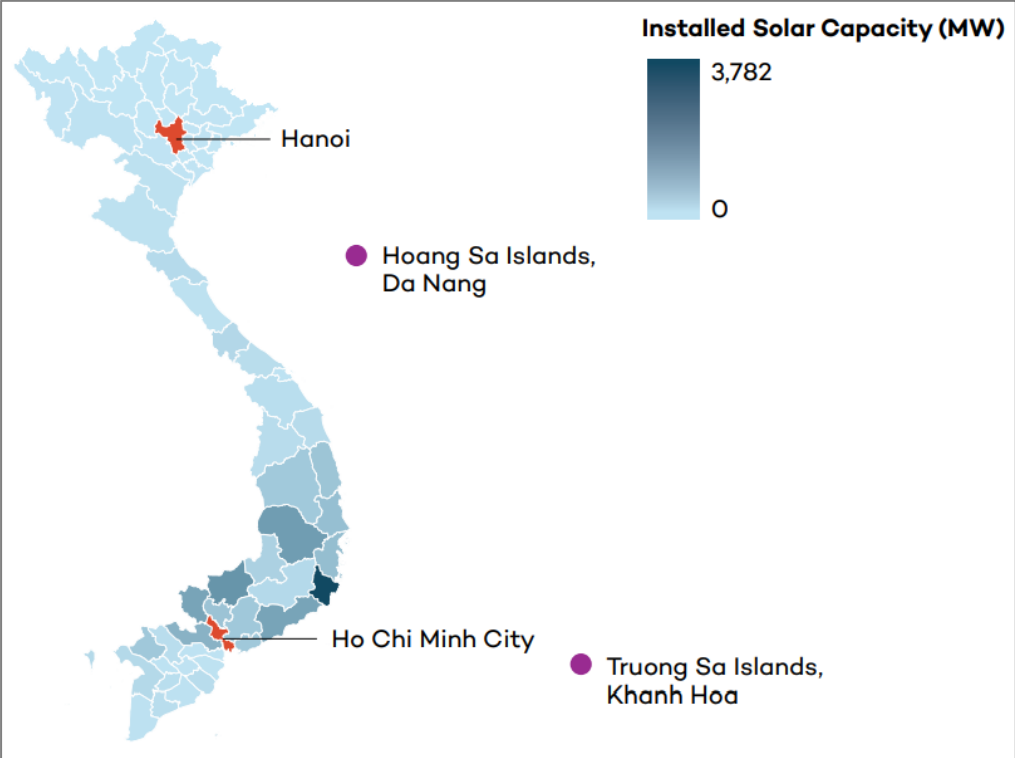 Installed Solar Capacity (MW)
3,782
0
Hanoi
Hoang Sa Islands,
Da Nang
Ho Chi Minh City
Truong Sa Islands,
Khanh Hoa